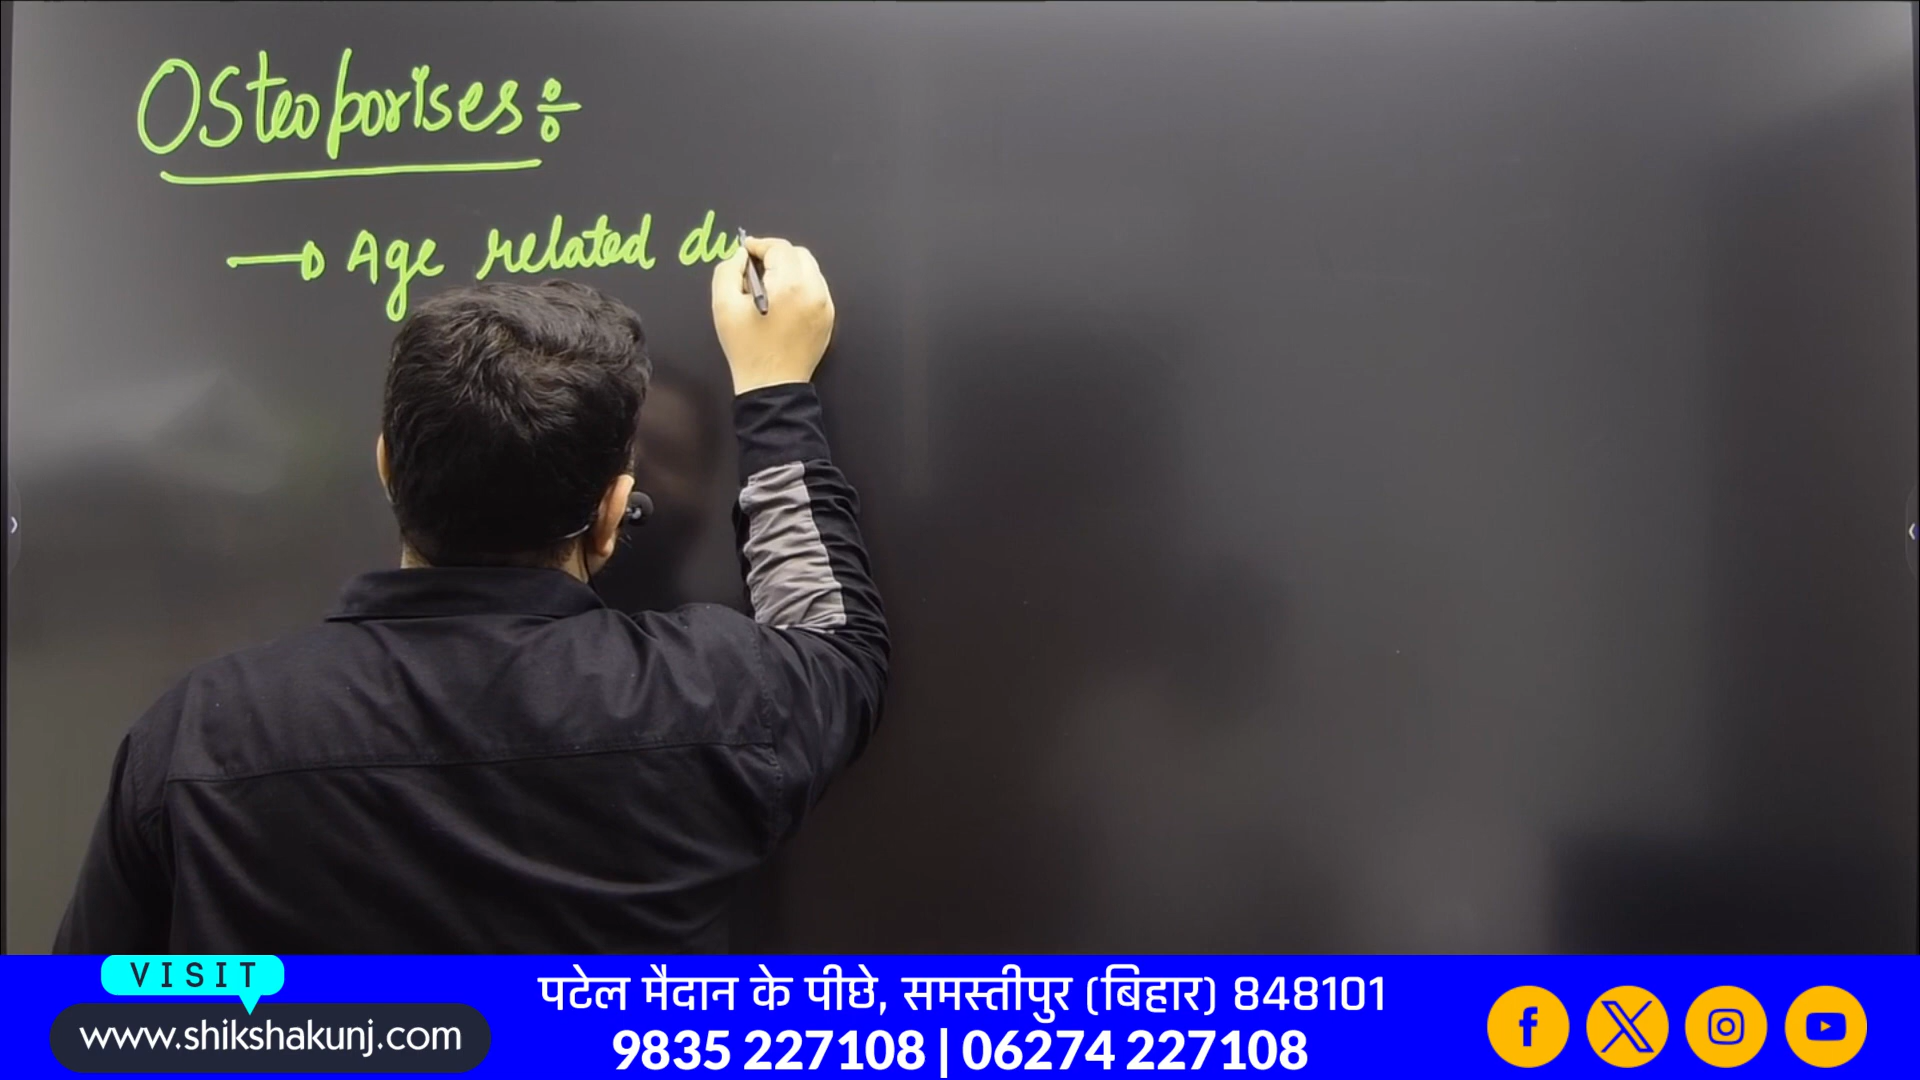 Osteoporises÷
→ Age related
VISIT
www.shikshakunj.com
पटेल मैदान के पीछे, समस्तीपुर (बिहार) 848101
9835 227108 | 06274 227108